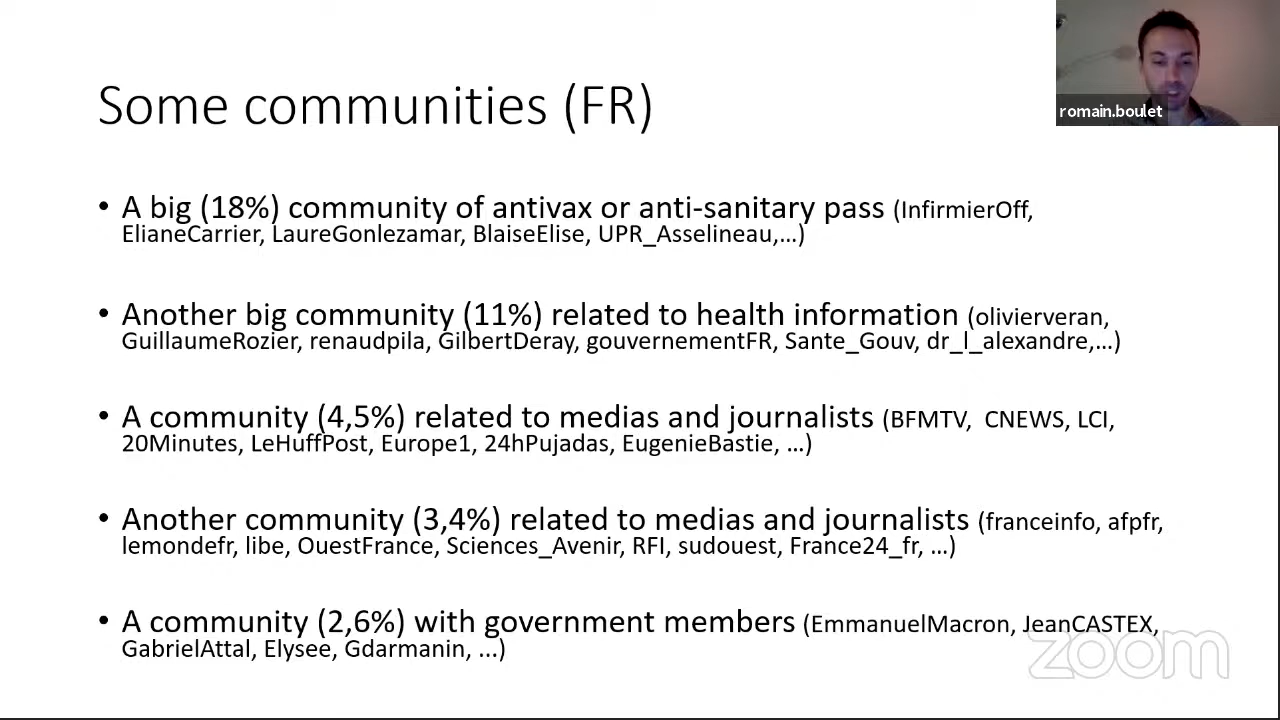 romain.boulet
Some communities (FR)
• A big (18%) community of antivax or anti-sanitary pass (InfirmierOff,
ElianeCarrier, LaureGonlezamar, BlaiseElise, UPR_Asselineau,…)
• Another big community (11%) related to health information (olivierveran,
GuillaumeRozier, renaudpila, GilbertDeray, gouvernementFR, Sante_Gouv, dr_l_alexandre,…)
• A community (4,5%) related to medias and journalists (BFMTV, CNEWS, LCI,
20Minutes, LeHuffPost, Europe1, 24hPujadas, EugenieBastie, …)
• Another community (3,4%) related to medias and journalists (franceinfo, afpfr,
lemondefr, libe, OuestFrance, Sciences_Avenir, RFI, sudouest, France24_fr, …)
• A community (2,6%) with government members (EmmanuelMacron, JeanCASTEX,
GabrielAttal, Elysee, Gdarmanin, ...)
zoom